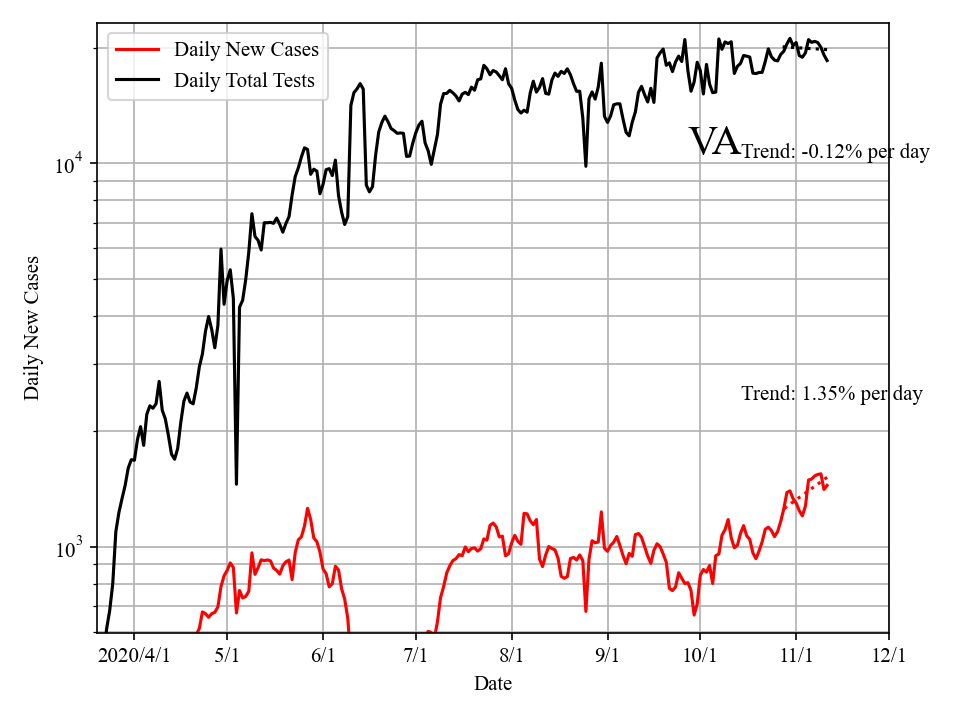 Daily New Cases
Daily Total Tests
VA
Trend: -0.12% per day
Trend: 1.35% per day
10^4
10^3
Daily New Cases
2020/4/1 5/1 6/1 7/1 8/1 9/1 10/1 11/1 12/1
Date